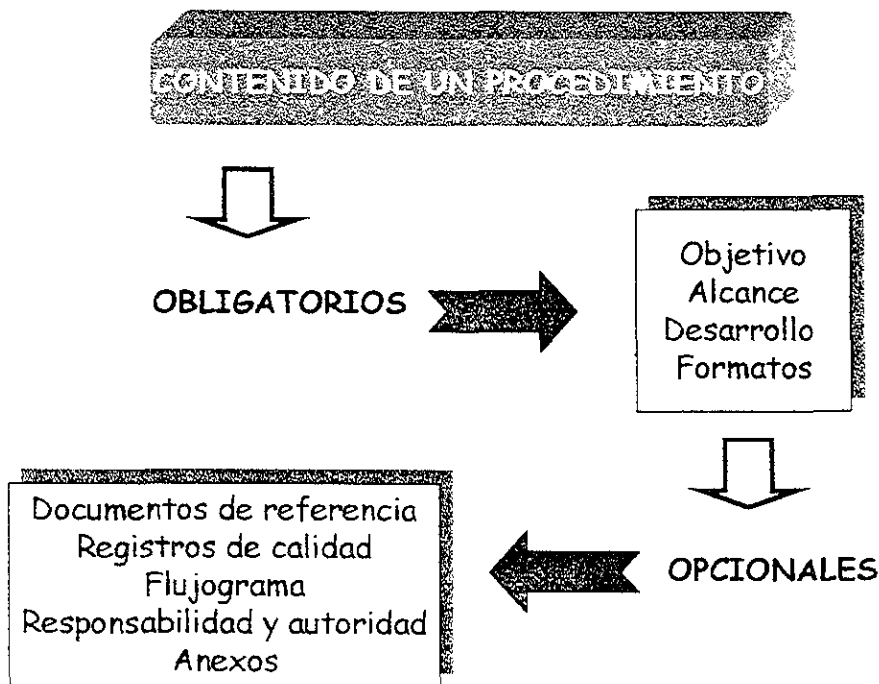 CONTENIDO DE UN PROCEDIMIENTO
OBLIGATORIOS
Objetivo
Alcance
Desarrollo
Formatos
OPCIONALES
Documentos de referencia
Registros de calidad
Flujograma
Responsabilidad y autoridad
Anexos